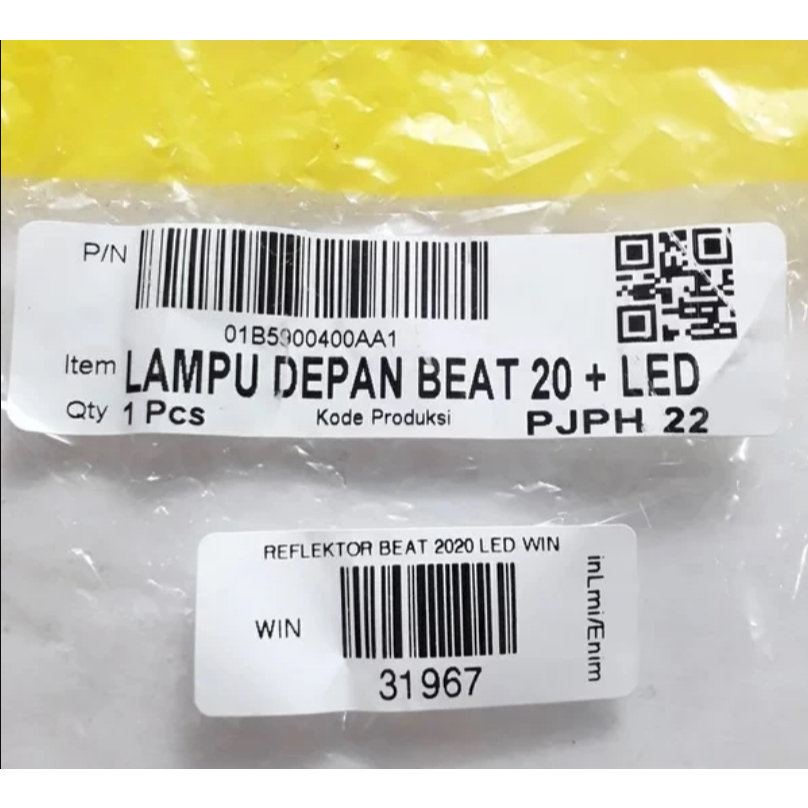 P/N
01B5900400AA1
Item LAMPU DEPAN BEAT 20 + LED
Qty 1 Pcs Kode Produksi PJPH 22
REFLEKTOR BEAT 2020 LED WIN
WIN
31967
inLmi/Ænim